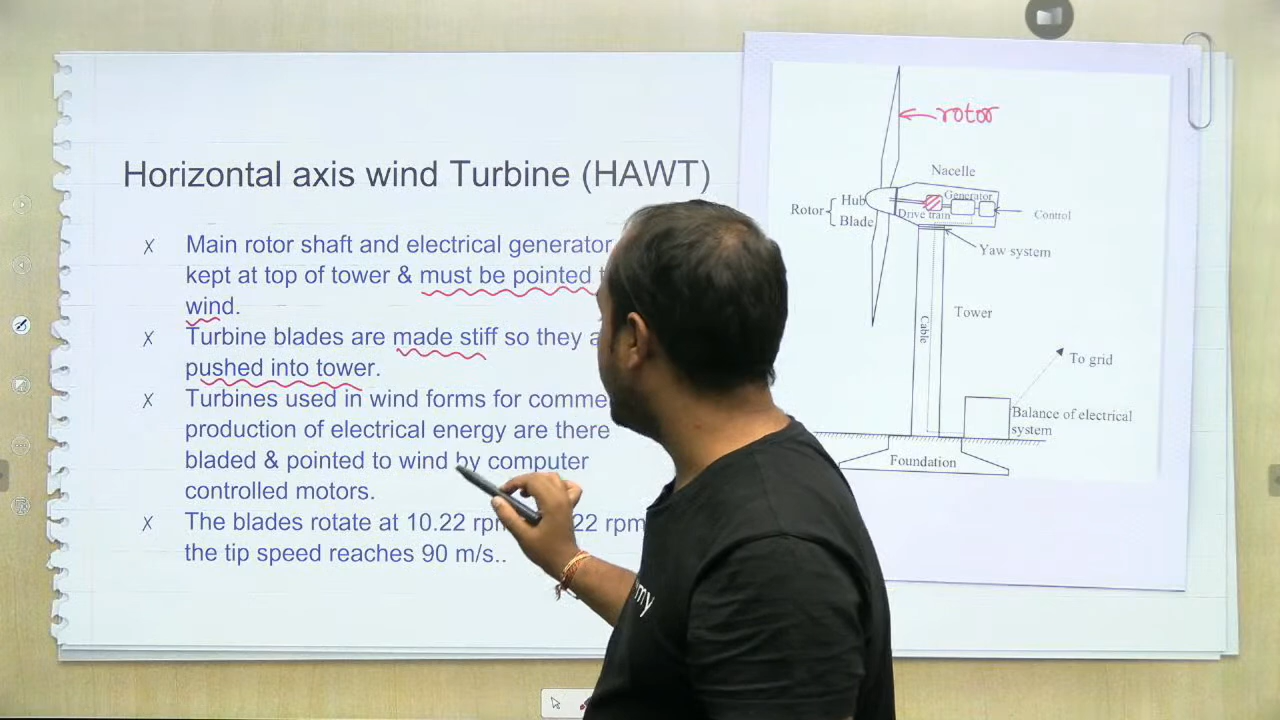 Horizontal axis wind Turbine (HAWT)
x Main rotor shaft and electrical generator
kept at top of tower & must be pointed
wind.
x Turbine blades are made stiff so they
pushed into tower.
x Turbines used in wind forms for
production of electrical energy are there
bladed & pointed to wind by computer
controlled motors.
x The blades rotate at 10.22 22 rpm
the tip speed reaches 90 m/s..
rotor
Nacelle
Hub
Generator
Rotor
Blade
Drive train
Control
Yaw system
Tower
Cable
To grid
Balance of electrical
system
Foundation
my